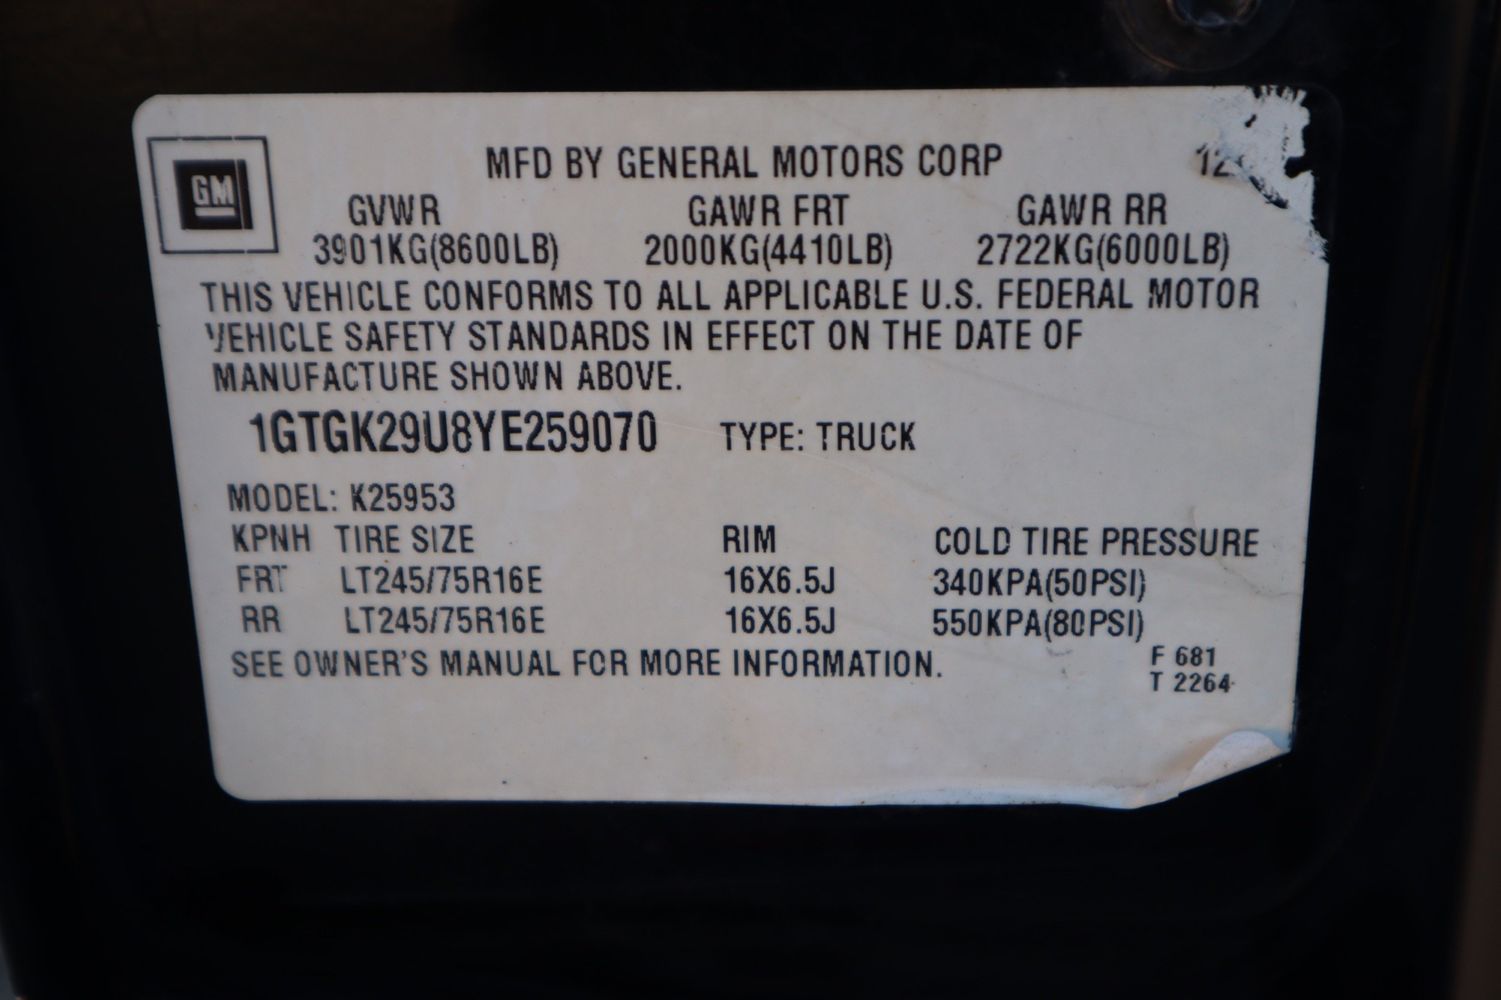 GM
MFD BY GENERAL MOTORS CORP 12
GVWR GAWR FRT GAWR RR
3901KG(8600LB) 2000KG(4410LB) 2722KG(6000LB)
THIS VEHICLE CONFORMS TO ALL APPLICABLE U.S. FEDERAL MOTOR
VEHICLE SAFETY STANDARDS IN EFFECT ON THE DATE OF
MANUFACTURE SHOWN ABOVE.
1GTGK29U8YE259070 TYPE: TRUCK
MODEL: K25953
KPNH TIRE SIZE RIM COLD TIRE PRESSURE
FRT LT245/75R16E 16X6.5J 340KPA(50PSI)
RR LT245/75R16E 16X6.5J 550KPA(80PSI)
SEE OWNER'S MANUAL FOR MORE INFORMATION.
F 681
T 2264